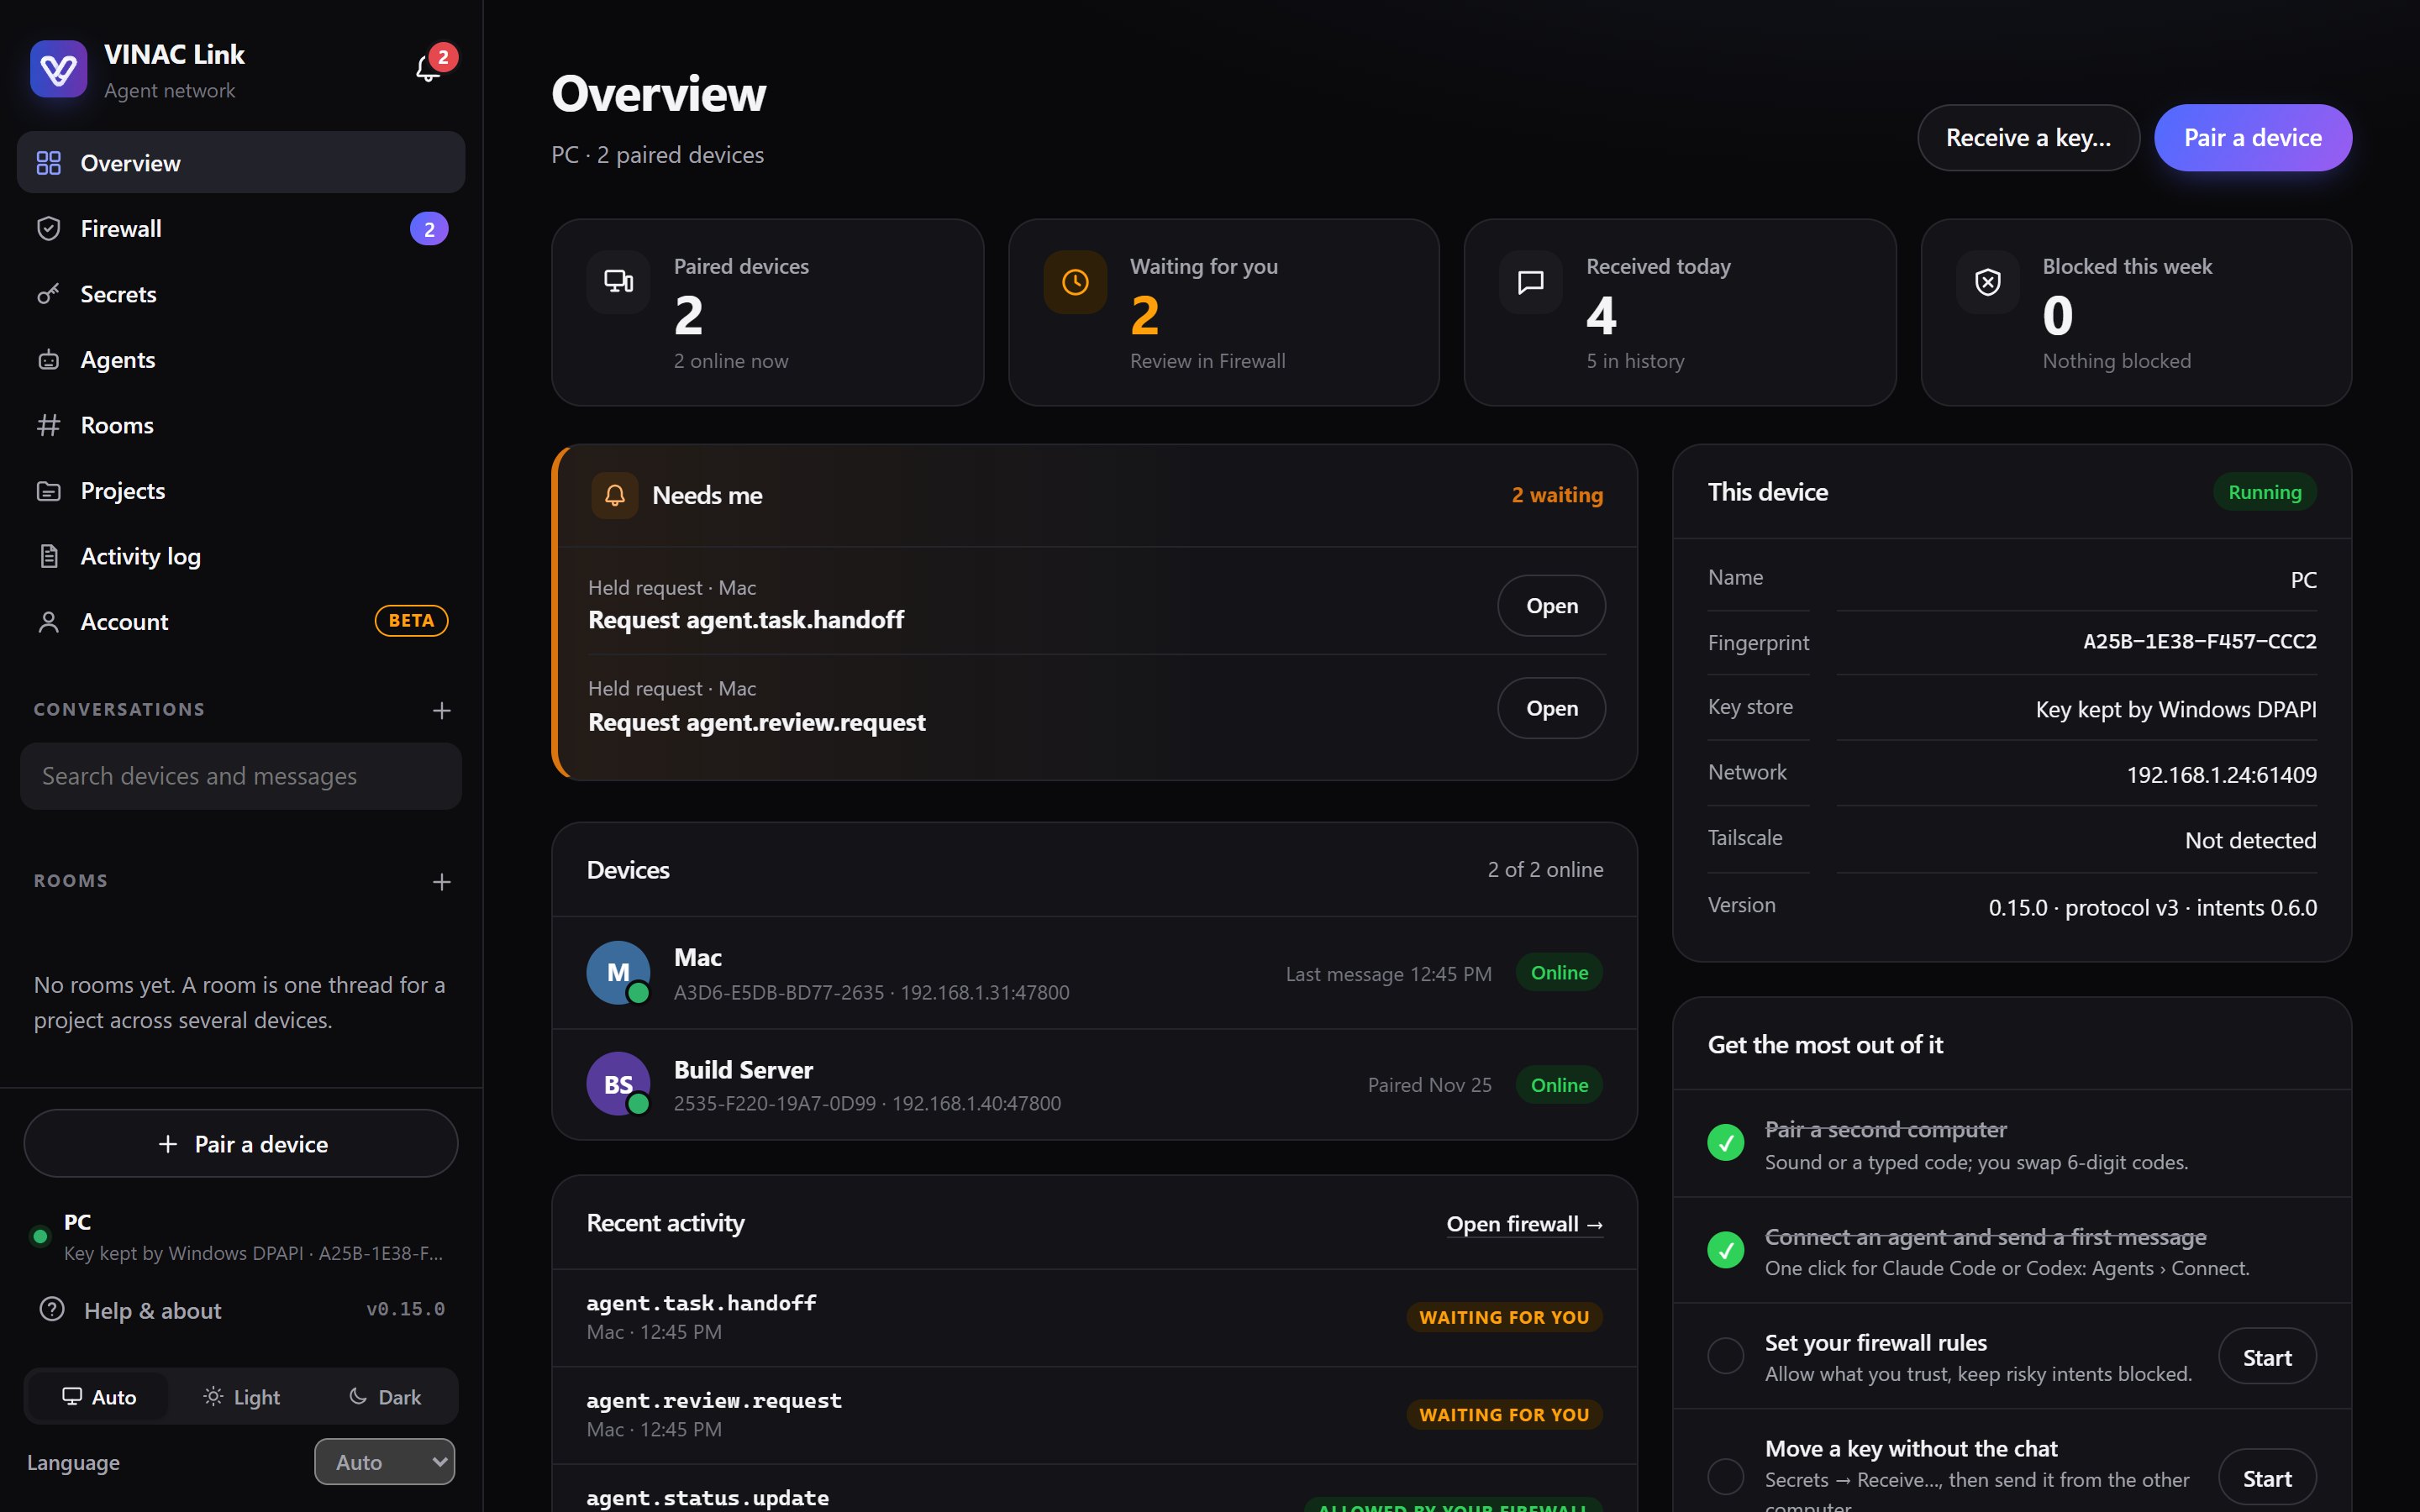 VINAC Link
Agent network
2
Overview
Firewall
2
Secrets
Agents
Rooms
Projects
Activity log
Account
BETA
CONVERSATIONS
Search devices and messages
ROOMS
No rooms yet. A room is one thread for a
project across several devices.
Pair a device
PC
Key kept by Windows DPAPI · A25B-1E38-F...
Help & about
v0.15.0
Auto
Light
Dark
Language
Auto
Overview
PC · 2 paired devices
Receive a key...
Pair a device
Paired devices
2
2 online now
Waiting for you
2
Review in Firewall
Received today
4
5 in history
Blocked this week
0
Nothing blocked
Needs me
2 waiting
Held request · Mac
Request agent.task.handoff
Open
Held request · Mac
Request agent.review.request
Open
Devices
2 of 2 online
M
Mac
A3D6-E5DB-BD77-2635 · 192.168.1.31:47800
Last message 12:45 PM
Online
BS
Build Server
2535-F220-19A7-0D99 · 192.168.1.40:47800
Paired Nov 25
Online
Recent activity
Open firewall →
agent.task.handoff
Mac · 12:45 PM
WAITING FOR YOU
agent.review.request
Mac · 12:45 PM
WAITING FOR YOU
agent.status.update
ALLOWED BY YOUR FIREWALL
This device
Running
Name
PC
Fingerprint
A25B-1E38-F457-CCC2
Key store
Key kept by Windows DPAPI
Network
192.168.1.24:61409
Tailscale
Not detected
Version
0.15.0 · protocol v3 · intents 0.6.0
Get the most out of it
Pair a second computer
Sound or a typed code; you swap 6-digit codes.
Connect an agent and send a first message
One click for Claude Code or Codex: Agents › Connect.
Set your firewall rules
Allow what you trust, keep risky intents blocked.
Start
Move a key without the chat
Secrets → Receive..., then send it from the other
computer
Start